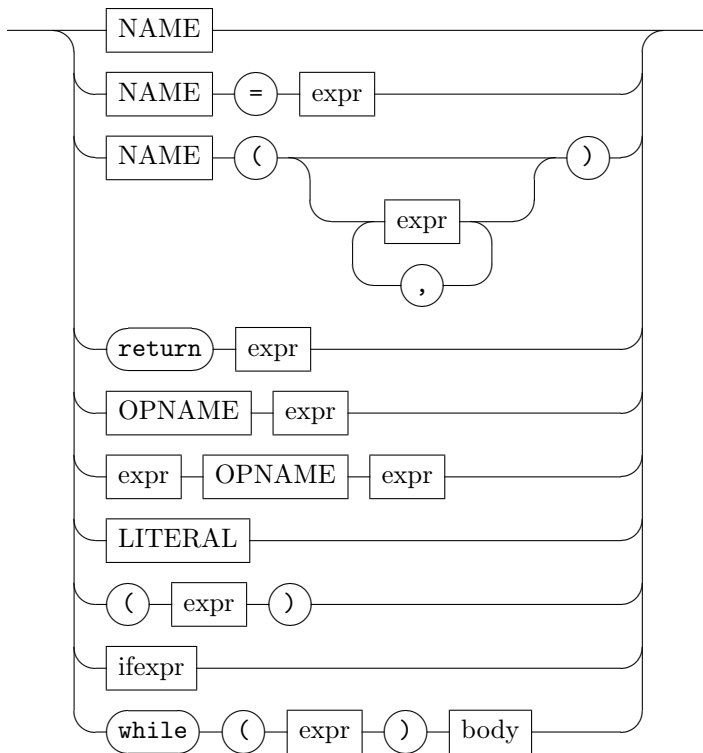 NAME
NAME = expr
NAME ( )
expr
,
return expr
OPNAME expr
expr OPNAME expr
LITERAL
( expr )
ifexpr
while ( expr ) body